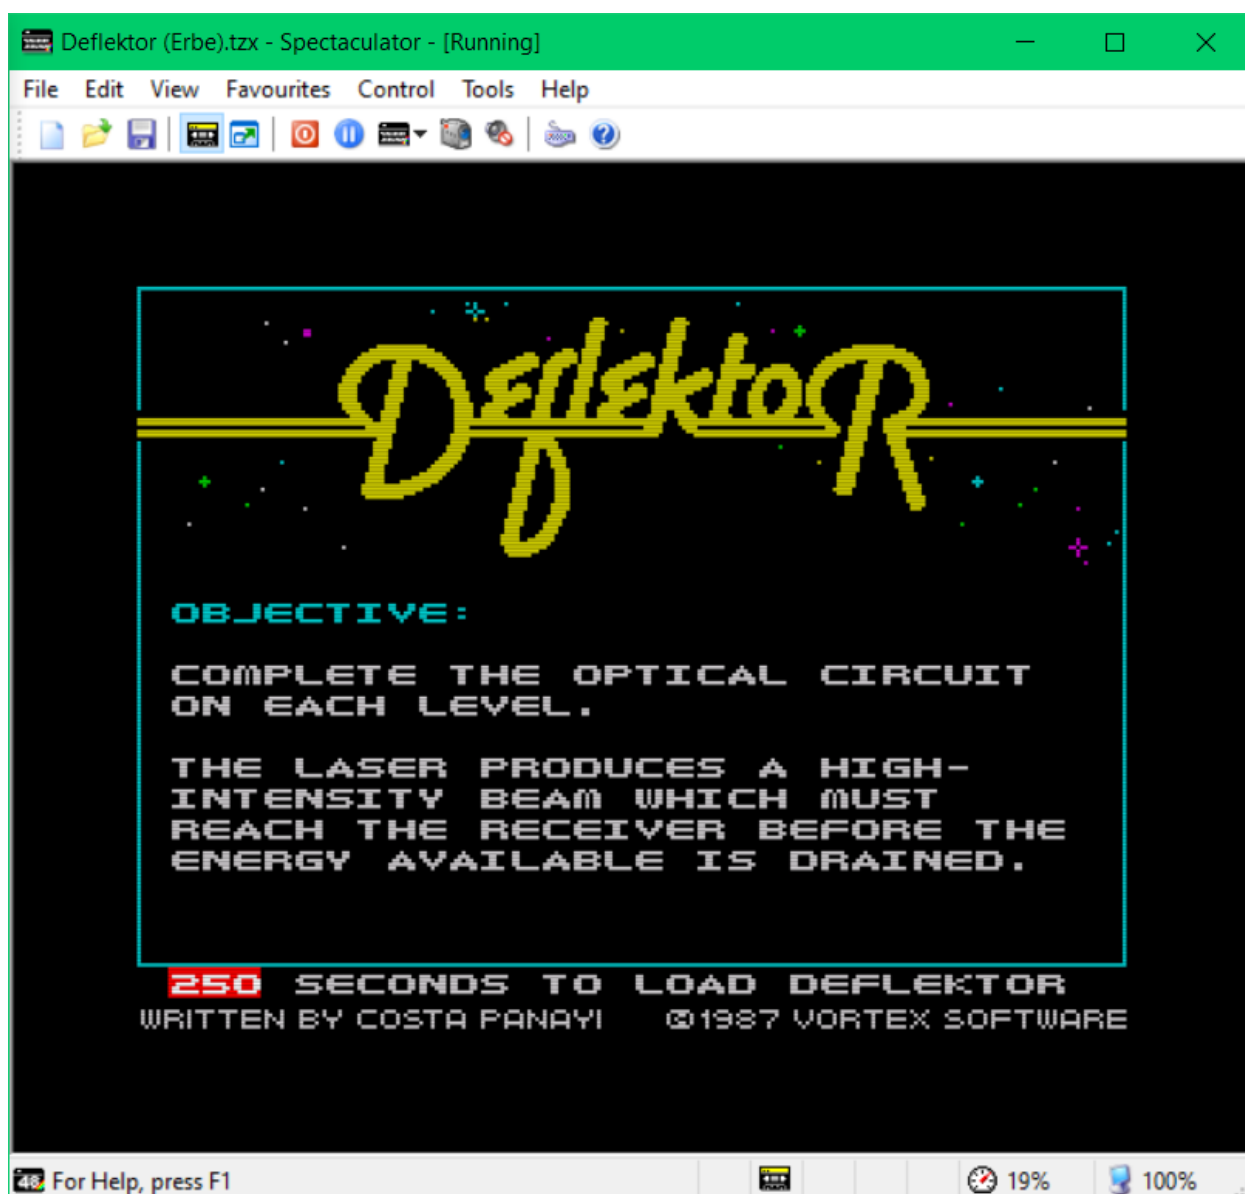 Deflektor (Erbe).tzx - Spectaculator - [Running]
File Edit View Favourites Control Tools Help
DeflektoR
OBJECTIVE:
COMPLETE THE OPTICAL CIRCUIT
ON EACH LEVEL.
THE LASER PRODUCES A HIGH-
INTENSITY BEAM WHICH MUST
REACH THE RECEIVER BEFORE THE
ENERGY AVAILABLE IS DRAINED.
250 SECONDS TO LOAD DEFLEKTOR
WRITTEN BY COSTA PANAYI ©1987 VORTEX SOFTWARE
48 For Help, press F1 19% 100%